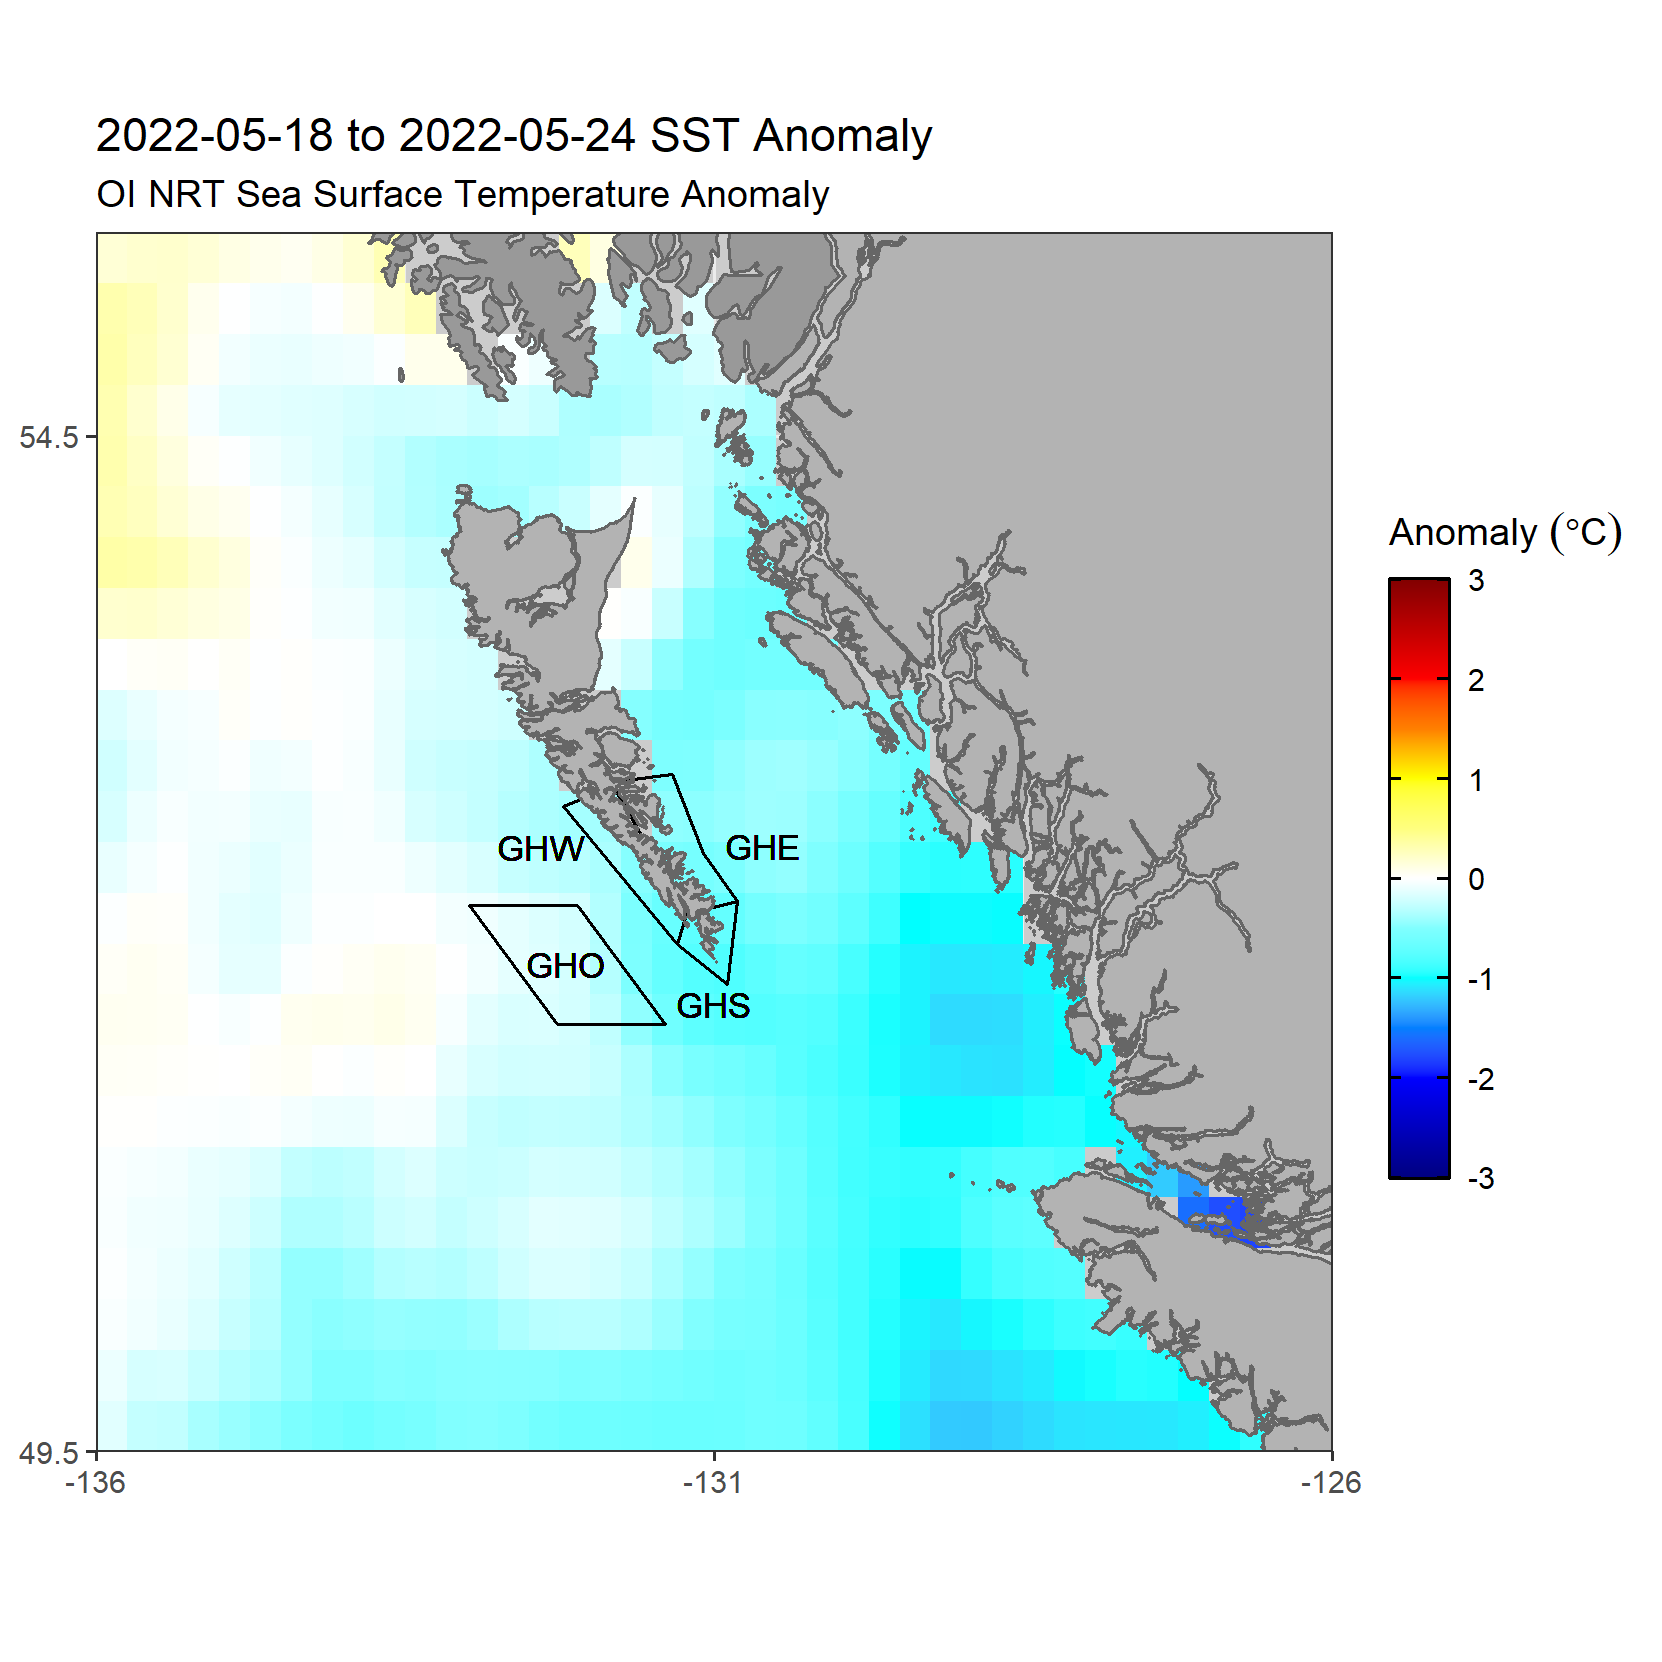 2022-05-18 to 2022-05-24 SST Anomaly
OI NRT Sea Surface Temperature Anomaly
54.5
49.5
-136
-131
-126
GHW
GHE
GHO
GHS
Anomaly (°C)
3
2
1
0
-1
-2
-3